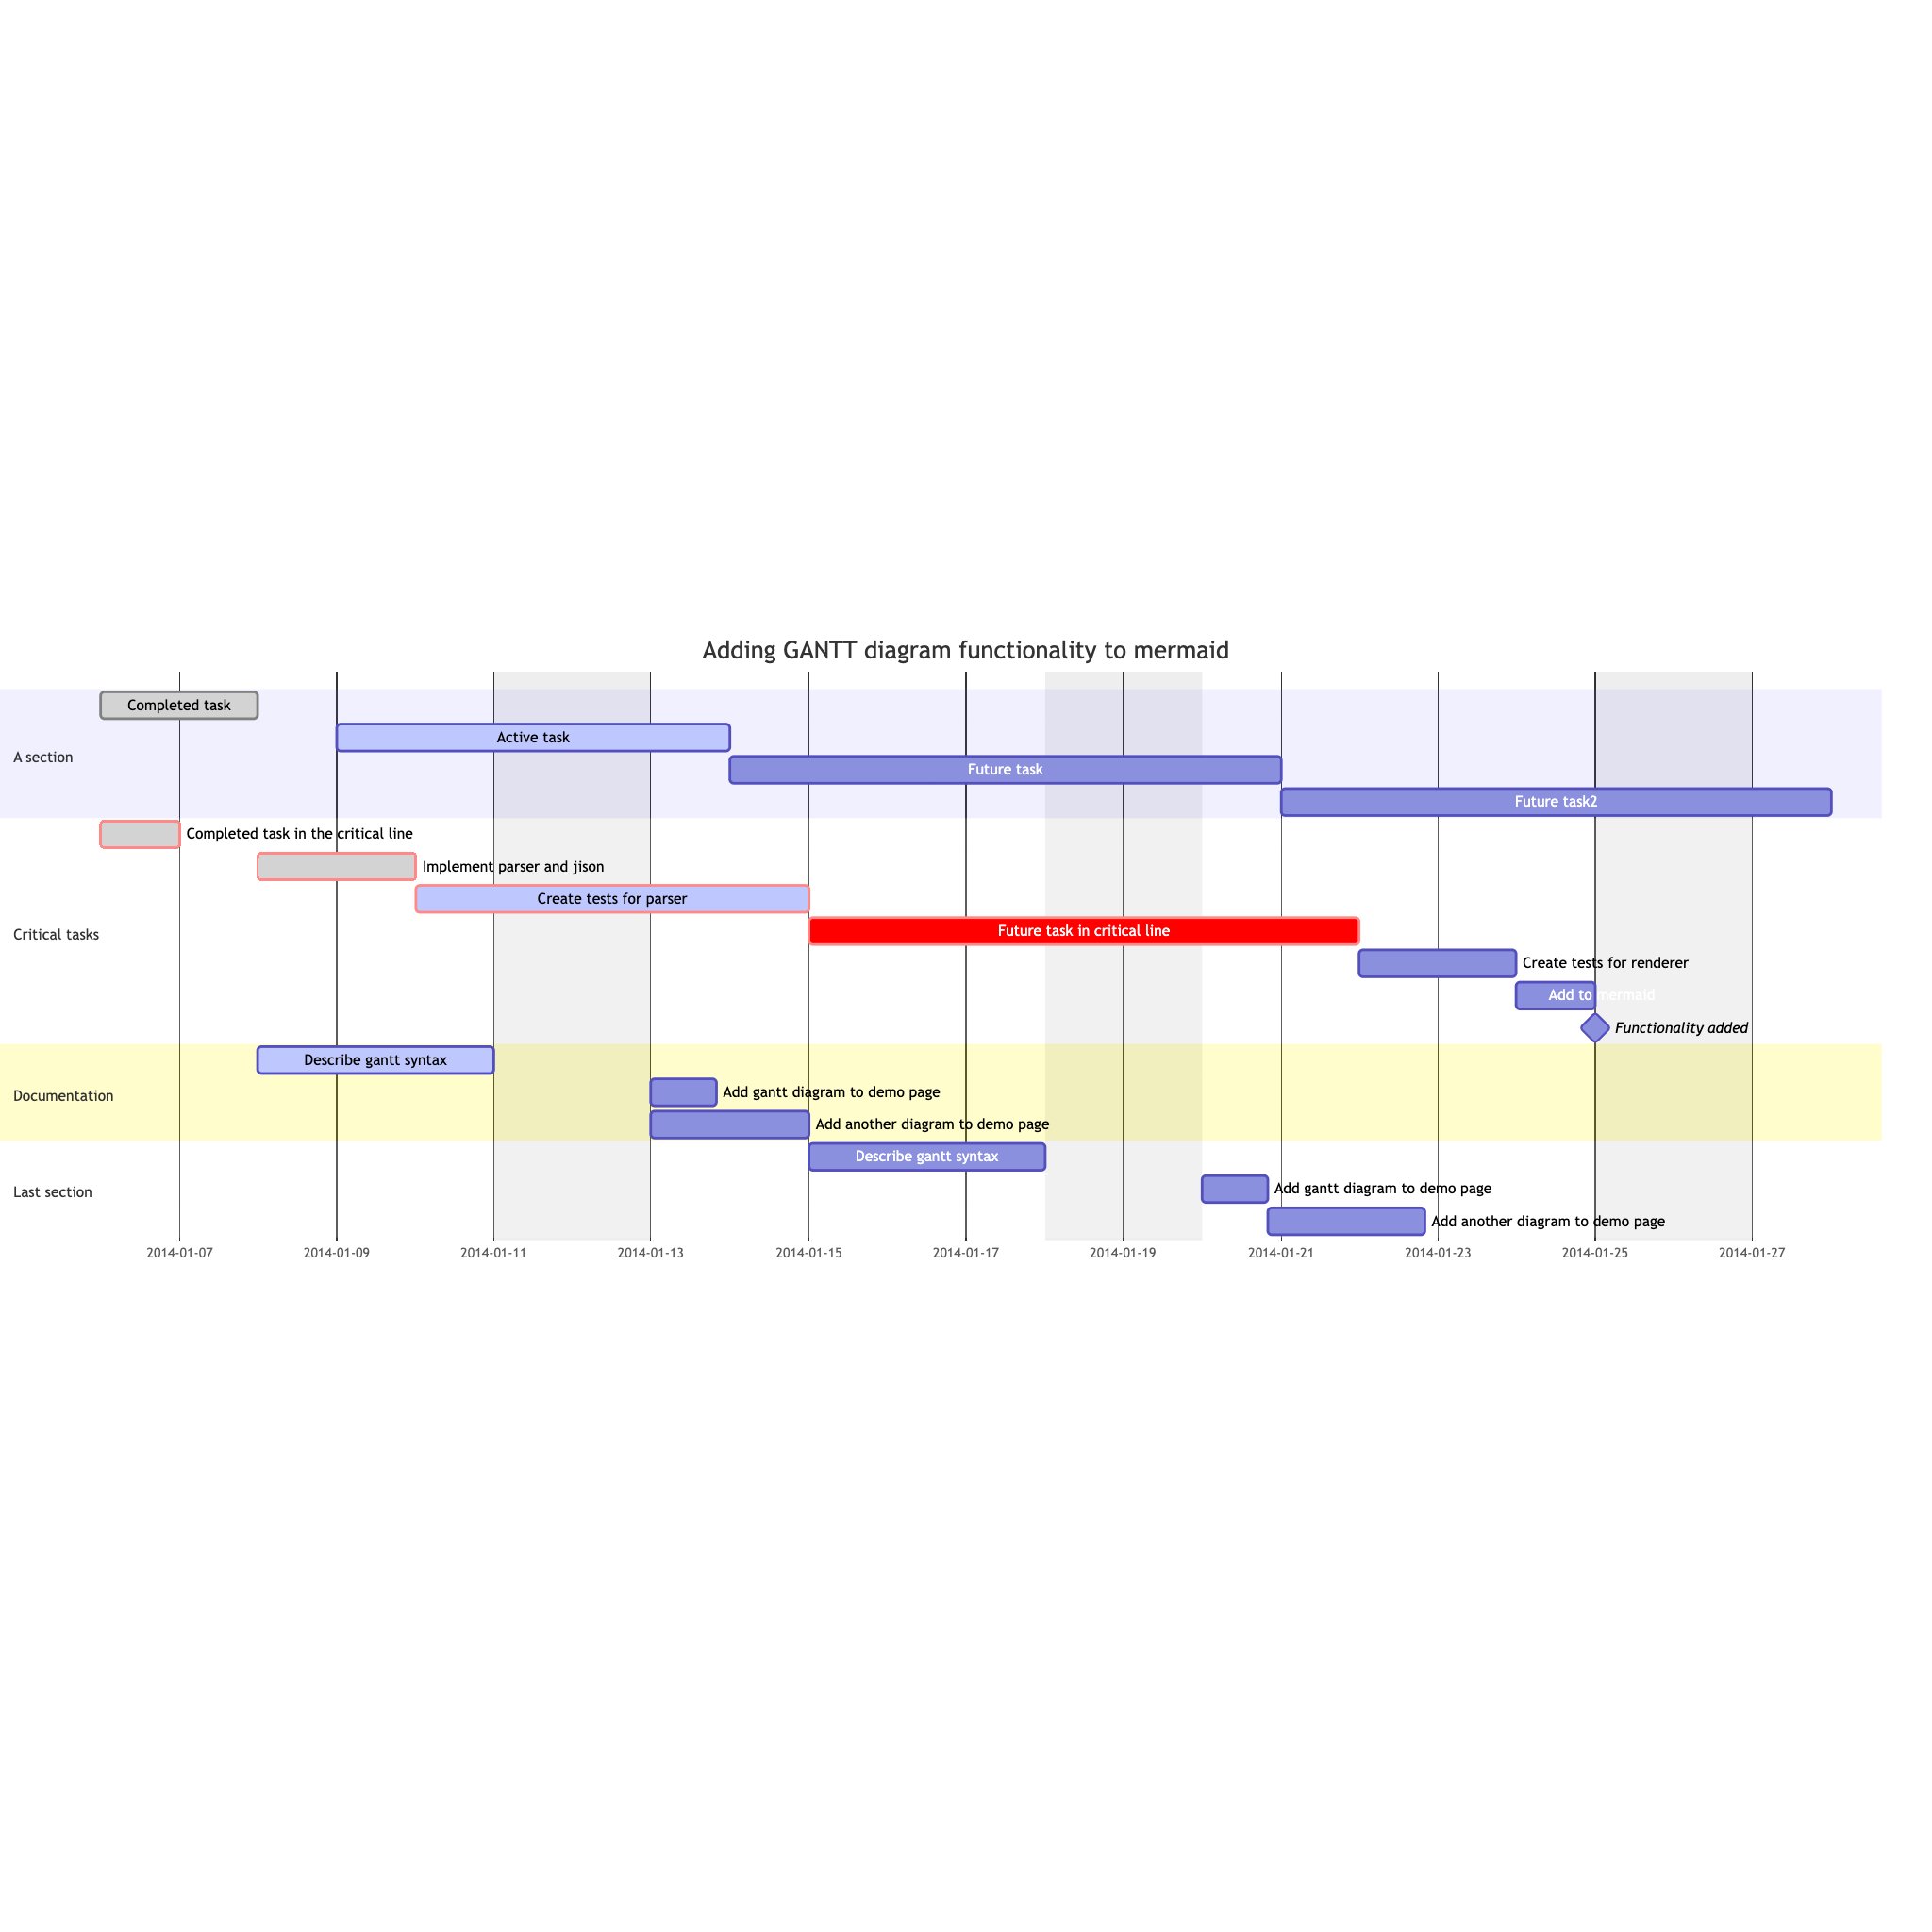 Adding GANTT diagram functionality to mermaid
Completed task
Active task
A section
Future task
Future task2
Completed task in the critical line
Implement parser and jison
Create tests for parser
Future task in critical line
Critical tasks
Create tests for renderer
Add to mermaid
Functionality added
Describe gantt syntax
Add gantt diagram to demo page
Documentation
Add another diagram to demo page
Describe gantt syntax
Add gantt diagram to demo page
Last section
Add another diagram to demo page
2014-01-07 2014-01-09 2014-01-11 2014-01-13 2014-01-15 2014-01-17 2014-01-19 2014-01-21 2014-01-23 2014-01-25 2014-01-27